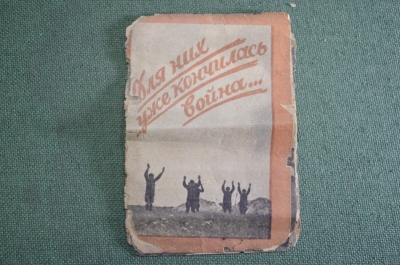 Для них
уже кончилась
война...